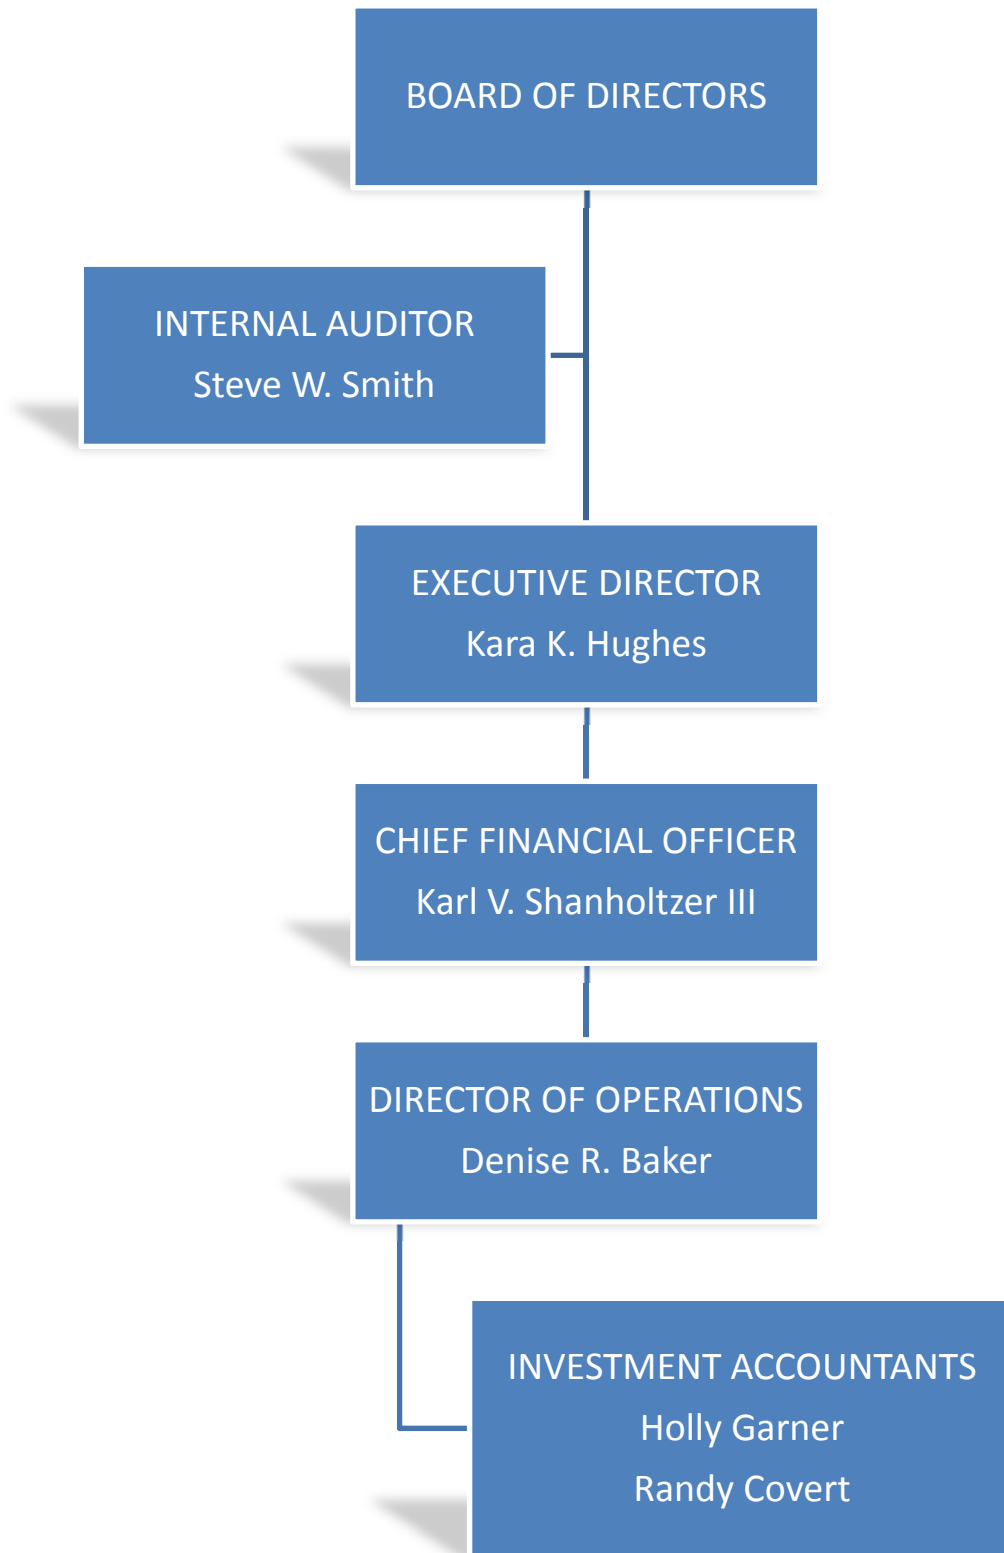 BOARD OF DIRECTORS
INTERNAL AUDITOR
Steve W. Smith
EXECUTIVE DIRECTOR
Kara K. Hughes
CHIEF FINANCIAL OFFICER
Karl V. Shanholtzer III
DIRECTOR OF OPERATIONS
Denise R. Baker
INVESTMENT ACCOUNTANTS
Holly Garner
Randy Covert